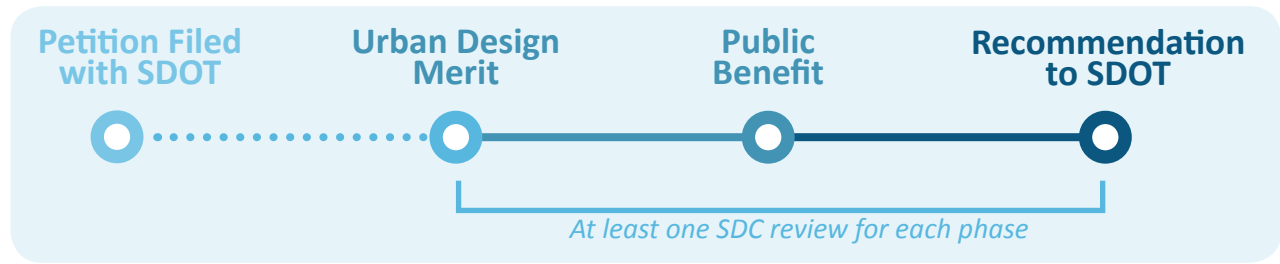 Petition Filed
with SDOT
Urban Design
Merit
Public
Benefit
Recommendation
to SDOT
At least one SDC review for each phase